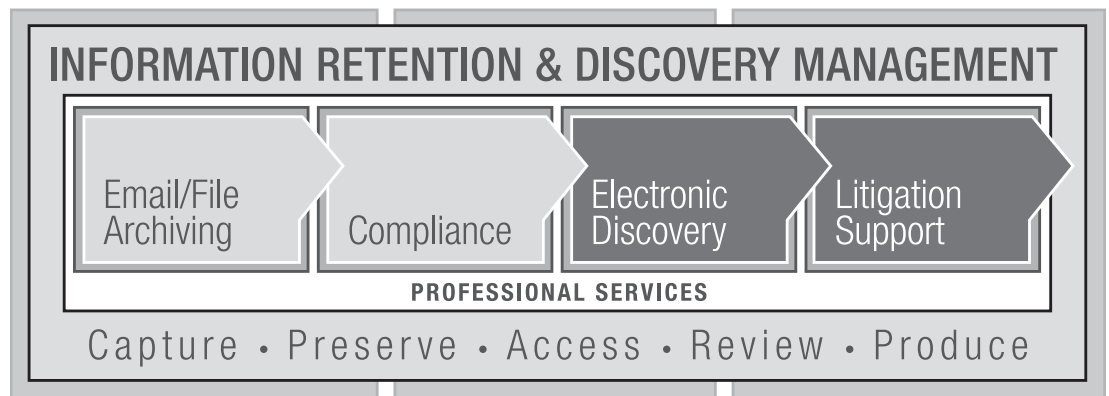 INFORMATION RETENTION & DISCOVERY MANAGEMENT
Email/File
Archiving
Compliance
Electronic
Discovery
Litigation
Support
PROFESSIONAL SERVICES
Capture • Preserve • Access • Review • Produce